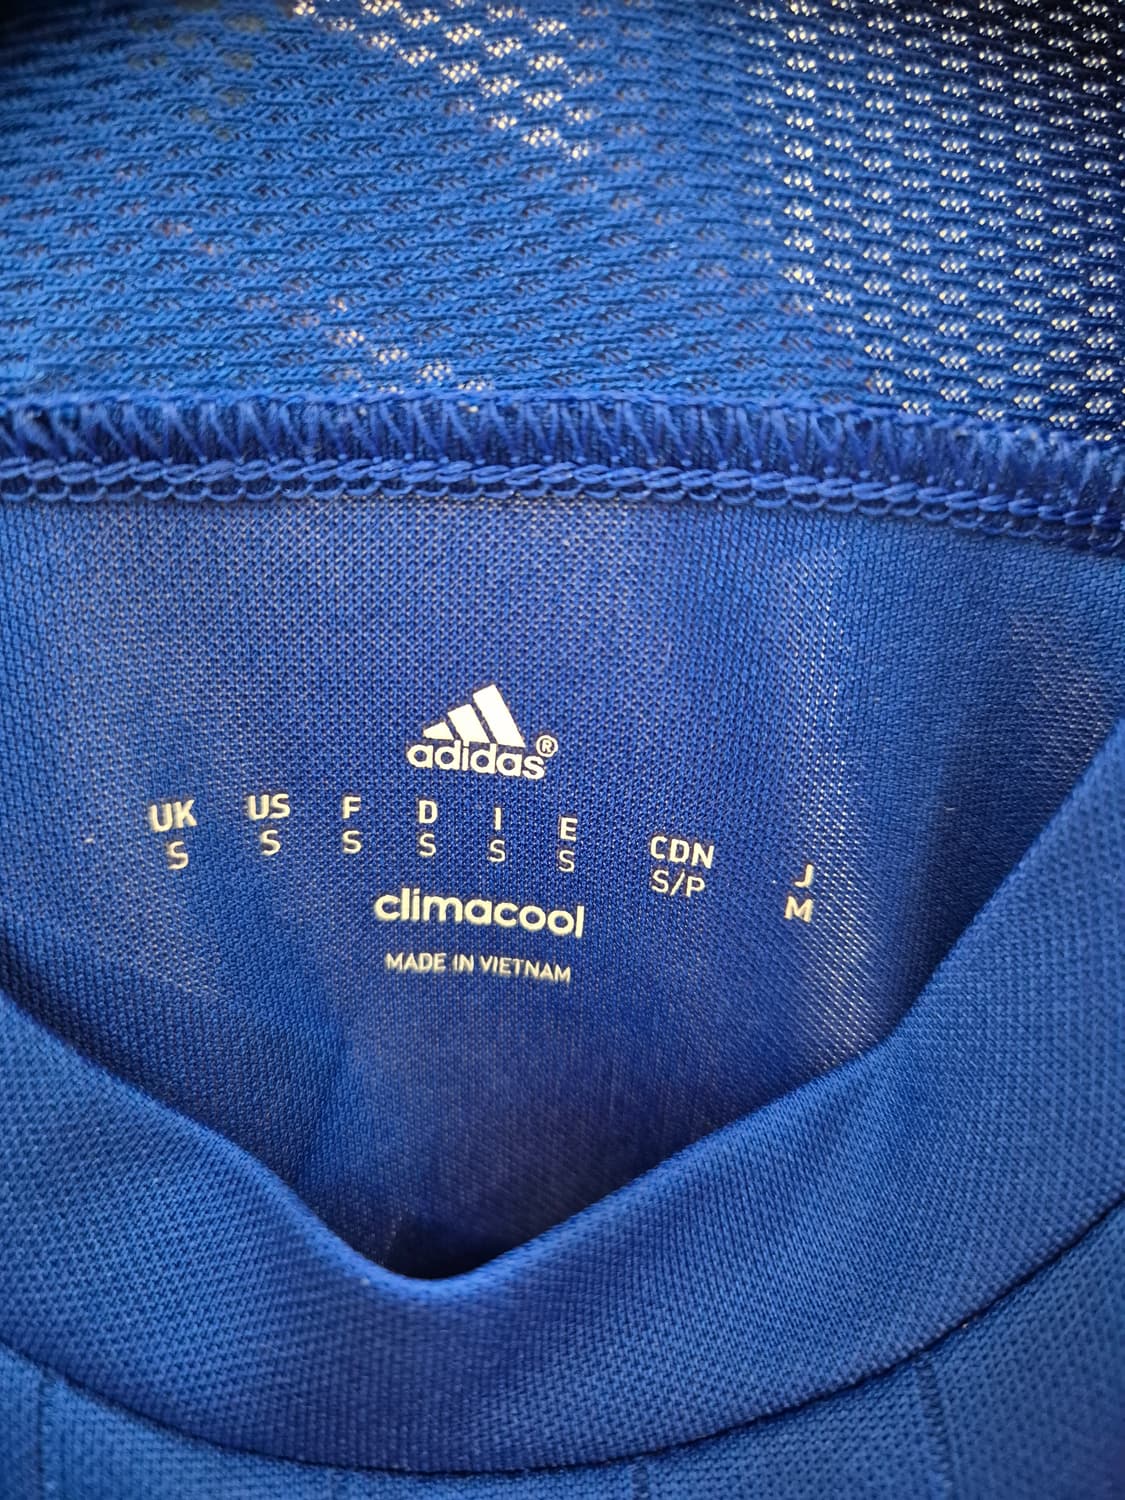 adidas®
UK US F D I E CDN J
S S S S S S S/P M
climacool
MADE IN VIETNAM